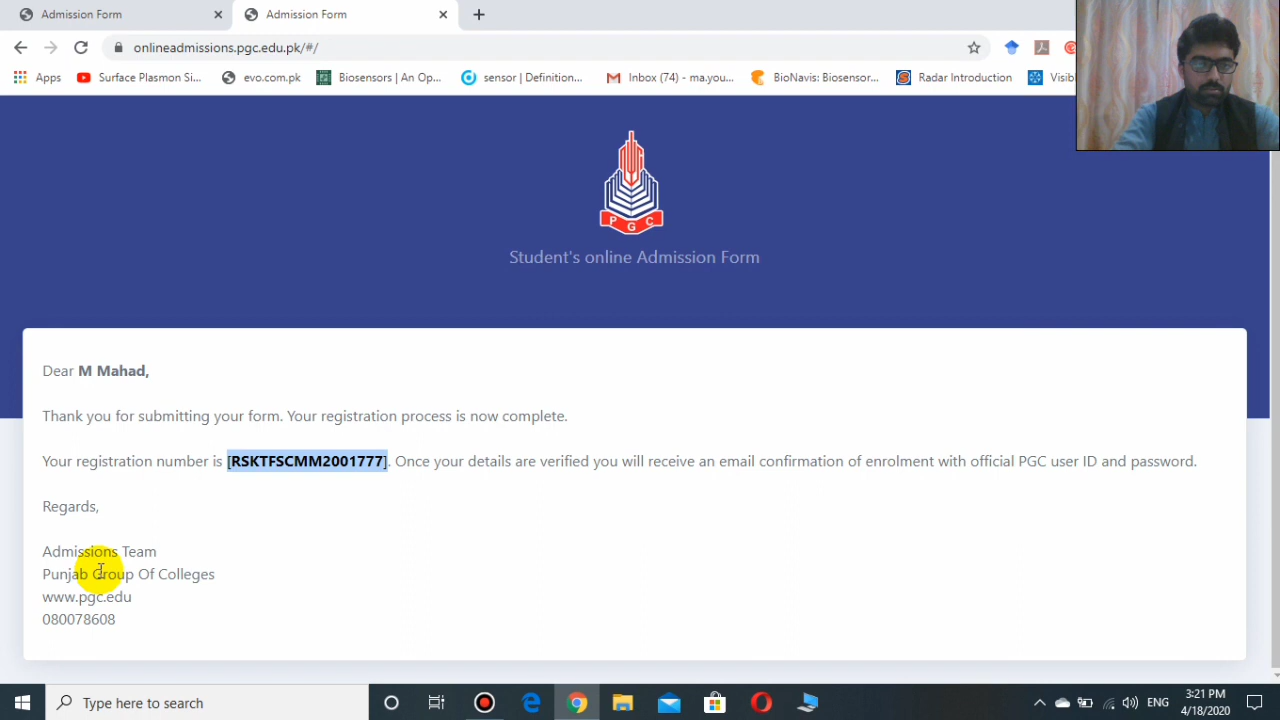 Admission Form
Admission Form
onlineadmissions.pgc.edu.pk/#/
Apps
Surface Plasmon Si...
evo.com.pk
Biosensors | An Op...
sensor | Definition...
Inbox (74) - ma.you...
BioNavis: Biosensor...
Radar Introduction
Visibl
P G C
Student's online Admission Form
Dear M Mahad,
Thank you for submitting your form. Your registration process is now complete.
Your registration number is [RSKTFSCMM2001777]. Once your details are verified you will receive an email confirmation of enrolment with official PGC user ID and password.
Regards,
Admissions Team
Punjab Group Of Colleges
www.pgc.edu
080078608
Type here to search
ENG
3:21 PM
4/18/2020